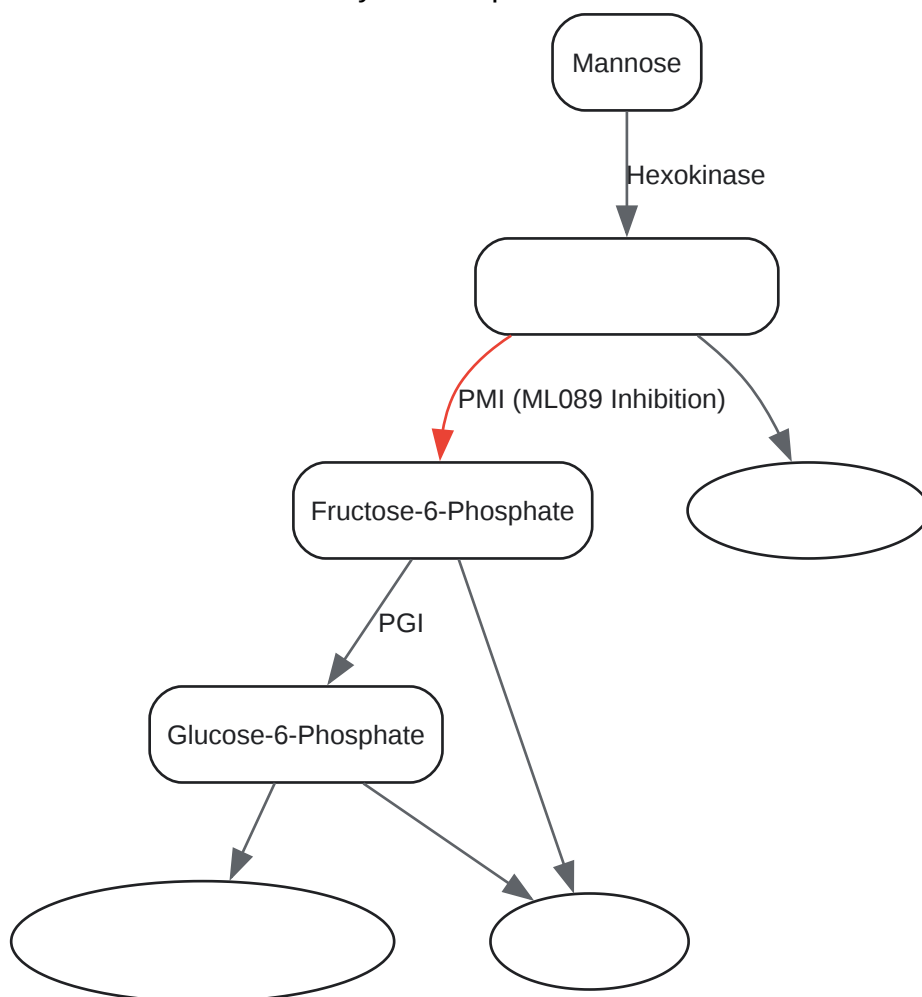 Mannose
Hexokinase
PMI (ML089 Inhibition)
Fructose-6-Phosphate
PGI
Glucose-6-Phosphate